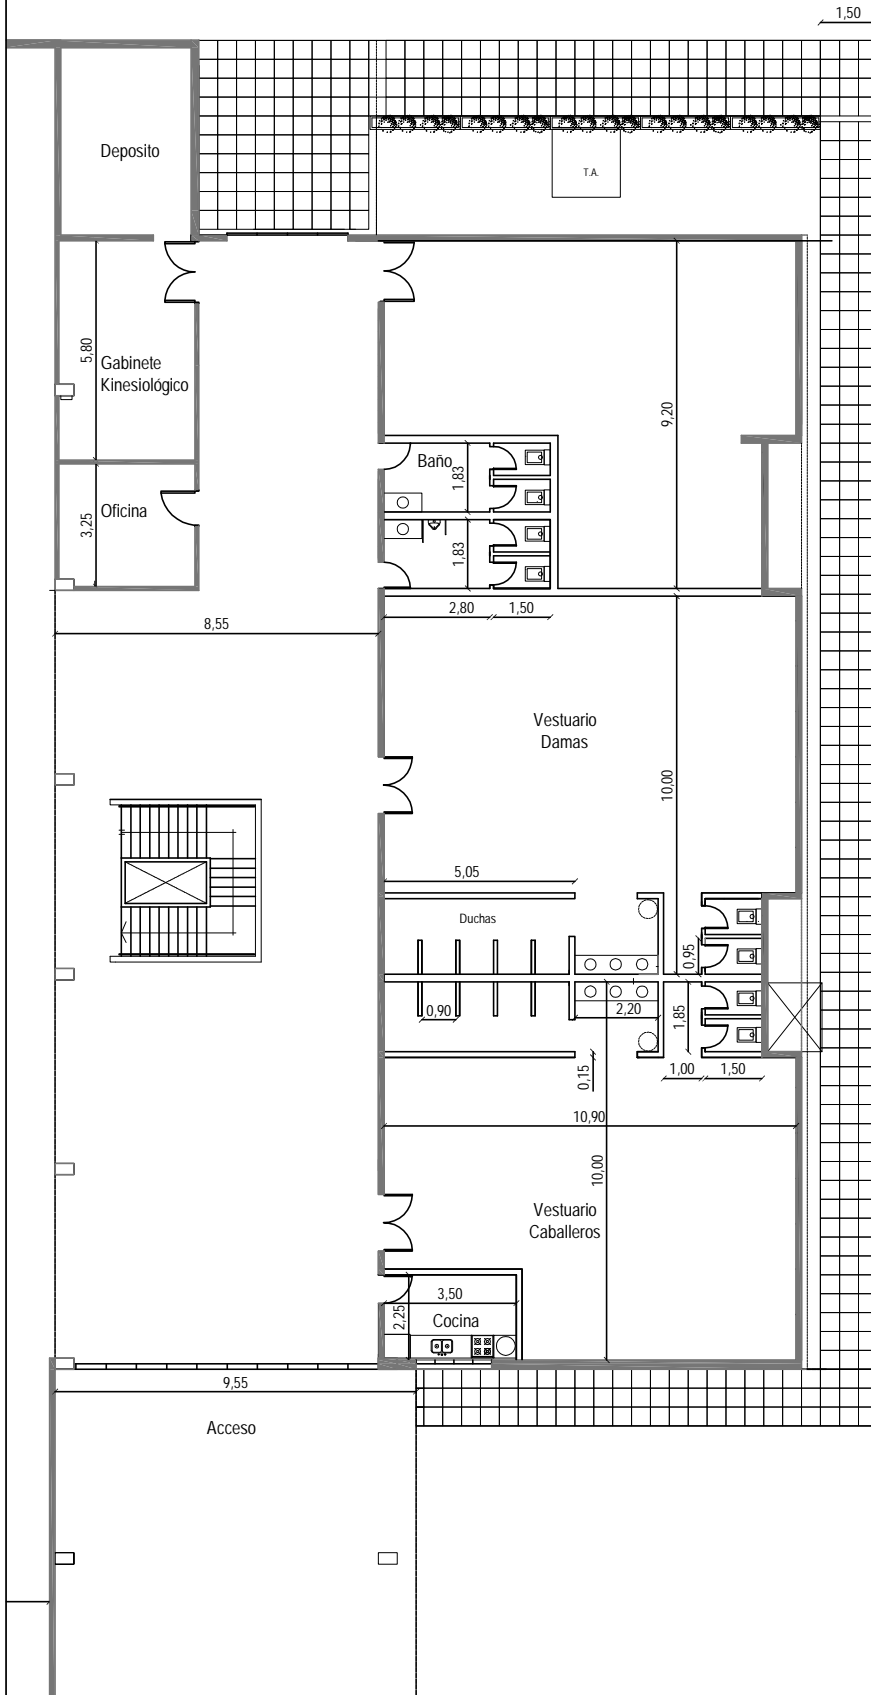 1,50
Deposito
T.A.
5,80
Gabinete
Kinesiológico
9,20
Baño
1,83
3,25
Oficina
1,83
2,80
1,50
8,55
Vestuario
Damas
10,00
5,05
Duchas
0,95
0,90
2,20
1,85
0,15
1,00
1,50
10,90
10,00
Vestuario
Caballeros
3,50
2,25
Cocina
9,55
Acceso